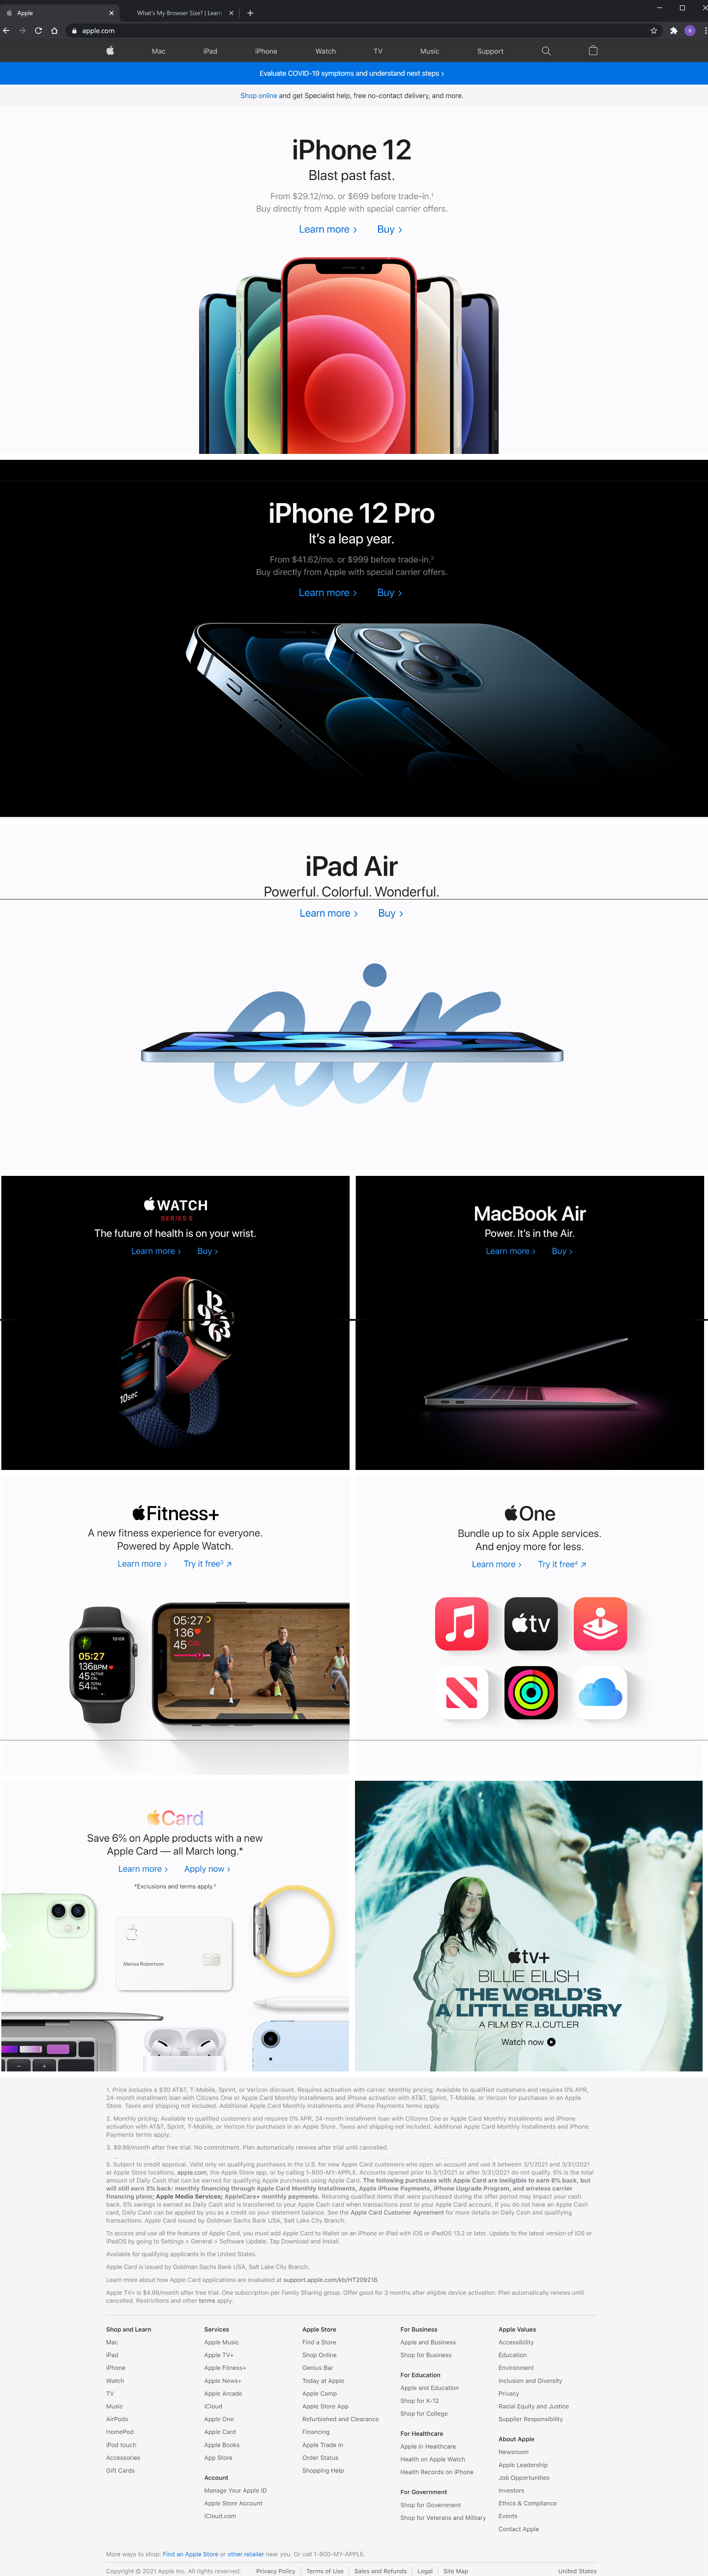 Apple
What's My Browser Size? | Learn
apple.com
Mac iPad iPhone Watch TV Music Support
Evaluate COVID-19 symptoms and understand next steps >
Shop online and get Specialist help, free no-contact delivery, and more.
iPhone 12
Blast past fast.
From $29.12/mo. or $699 before trade-in.¹
Buy directly from Apple with special carrier offers.
Learn more > Buy >
iPhone 12 Pro
It's a leap year.
From $41.62/mo. or $999 before trade-in.²
Buy directly from Apple with special carrier offers.
Learn more > Buy >
iPad Air
Powerful. Colorful. Wonderful.
Learn more > Buy >
air
WATCH
SERIES 6
The future of health is on your wrist.
Learn more > Buy >
10sec
MacBook Air
Power. It's in the Air.
Learn more > Buy >
Fitness+
A new fitness experience for everyone.
Powered by Apple Watch.
Learn more > Try it free³ ↗
10:09
05:27
136BPM
45 ACTIVE CAL
54 TOTAL CAL
05:27
136
45 CAL
One
Bundle up to six Apple services.
And enjoy more for less.
Learn more > Try it free⁴ ↗
tv
Card
Save 6% on Apple products with a new
Apple Card — all March long.*
Learn more > Apply now >
*Exclusions and terms apply.⁵
Marisa Robertson
tv+
BILLIE EILISH
THE WORLD'S
A LITTLE BLURRY
A FILM BY R.J. CUTLER
Watch now
1. Price includes a $30 AT&T, T-Mobile, Sprint, or Verizon discount. Requires activation with carrier. Monthly pricing: Available to qualified customers and requires 0% APR,
24-month installment loan with Citizens One or Apple Card Monthly Installments and iPhone activation with AT&T, Sprint, T-Mobile, or Verizon for purchases in an Apple
Store. Taxes and shipping not included. Additional Apple Card Monthly Installments and iPhone Payments terms apply.
2. Monthly pricing: Available to qualified customers and requires 0% APR, 24-month installment loan with Citizens One or Apple Card Monthly Installments and iPhone
activation with AT&T, Sprint, T-Mobile, or Verizon for purchases in an Apple Store. Taxes and shipping not included. Additional Apple Card Monthly Installments and iPhone
Payments terms apply.
3. $9.99/month after free trial. No commitment. Plan automatically renews after trial until cancelled.
5. Subject to credit approval. Valid only on qualifying purchases in the U.S. for new Apple Card customers who open an account and use it between 3/1/2021 and 3/31/2021
at Apple Store locations, apple.com, the Apple Store app, or by calling 1-800-MY-APPLE. Accounts opened prior to 3/1/2021 or after 3/31/2021 do not qualify. 6% is the total
amount of Daily Cash that can be earned for qualifying Apple purchases using Apple Card. The following purchases with Apple Card are ineligible to earn 6% back, but
will still earn 3% back: monthly financing through Apple Card Monthly Installments, Apple iPhone Payments, iPhone Upgrade Program, and wireless carrier
financing plans; Apple Media Services; AppleCare+ monthly payments. Returning qualified items that were purchased during the offer period may impact your cash
back. 6% savings is earned as Daily Cash and is transferred to your Apple Cash card when transactions post to your Apple Card account. If you do not have an Apple Cash
card, Daily Cash can be applied by you as a credit on your statement balance. See the Apple Card Customer Agreement for more details on Daily Cash and qualifying
transactions. Apple Card issued by Goldman Sachs Bank USA, Salt Lake City Branch.
To access and use all the features of Apple Card, you must add Apple Card to Wallet on an iPhone or iPad with iOS or iPadOS 13.2 or later. Update to the latest version of iOS or
iPadOS by going to Settings > General > Software Update. Tap Download and Install.
Available for qualifying applicants in the United States.
Apple Card is issued by Goldman Sachs Bank USA, Salt Lake City Branch.
Learn more about how Apple Card applications are evaluated at support.apple.com/kb/HT209218.
Apple TV+ is $4.99/month after free trial. One subscription per Family Sharing group. Offer good for 3 months after eligible device activation. Plan automatically renews until
cancelled. Restrictions and other terms apply.
Shop and Learn
Mac
iPad
iPhone
Watch
TV
Music
AirPods
HomePod
iPod touch
Accessories
Gift Cards
Services
Apple Music
Apple TV+
Apple Fitness+
Apple News+
Apple Arcade
iCloud
Apple One
Apple Card
Apple Books
App Store
Account
Manage Your Apple ID
Apple Store Account
iCloud.com
Apple Store
Find a Store
Shop Online
Genius Bar
Today at Apple
Apple Camp
Apple Store App
Refurbished and Clearance
Financing
Apple Trade In
Order Status
Shopping Help
For Business
Apple and Business
Shop for Business
For Education
Apple and Education
Shop for K-12
Shop for College
For Healthcare
Apple in Healthcare
Health on Apple Watch
Health Records on iPhone
For Government
Shop for Government
Shop for Veterans and Military
Apple Values
Accessibility
Education
Environment
Inclusion and Diversity
Privacy
Racial Equity and Justice
Supplier Responsibility
About Apple
Newsroom
Apple Leadership
Job Opportunities
Investors
Ethics & Compliance
Events
Contact Apple
More ways to shop: Find an Apple Store or other retailer near you. Or call 1-800-MY-APPLE.
Copyright © 2021 Apple Inc. All rights reserved. Privacy Policy | Terms of Use | Sales and Refunds | Legal | Site Map United States